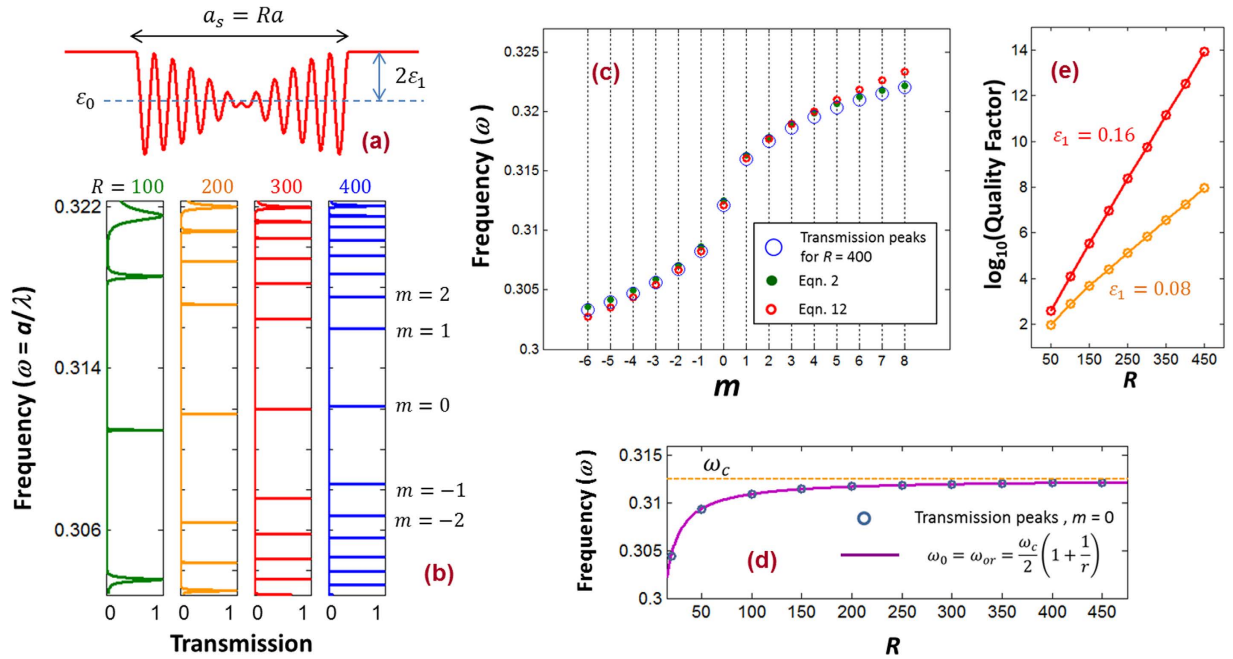 a_s = Ra
ε_0
2ε_1
(a)
R = 100 200 300 400
0.322
0.314
0.306
Frequency (ω = a/λ)
m = 2
m = 1
m = 0
m = −1
m = −2
(b)
0 1 0 1 0 1 0 1
Transmission
(c)
0.325
0.32
0.315
0.31
0.305
0.3
Frequency (ω)
Transmission peaks
for R = 400
Eqn. 2
Eqn. 12
-6 -5 -4 -3 -2 -1 0 1 2 3 4 5 6 7 8
m
(e)
14
12
10
8
6
4
2
log10(Quality Factor)
ε_1 = 0.16
ε_1 = 0.08
50 150 250 350 450
R
0.315
0.31
0.305
0.3
Frequency (ω)
ω_c
Transmission peaks , m = 0
ω_0 = ω_or = ω_c/2 (1 + 1/r)
(d)
50 100 150 200 250 300 350 400 450
R